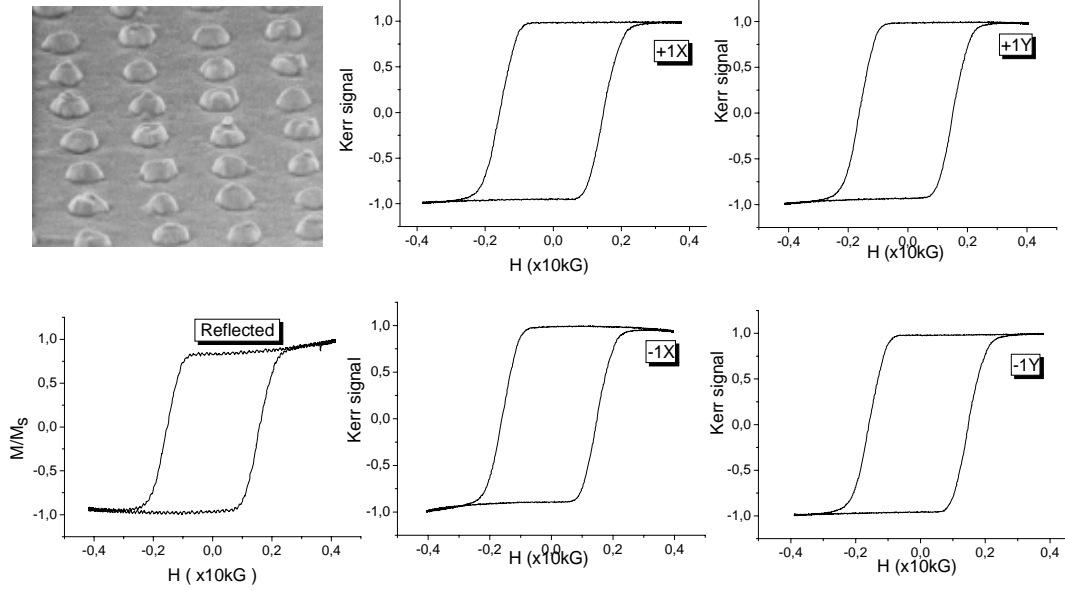 1,0
0,5
0,0
-0,5
-1,0
Kerr signal
+1X
-0,4 -0,2 0,0 0,2 0,4
H (x10kG)
1,0
0,5
0,0
-0,5
-1,0
Kerr signal
+1Y
-0,4 -0,2 0,0 0,2 0,4
H (x10kG)
Reflected
1,0
0,5
0,0
-0,5
-1,0
M/Ms
-0,4 -0,2 0,0 0,2 0,4
H ( x10kG )
1,0
0,5
0,0
-0,5
-1,0
Kerr signal
-1X
-0,4 -0,2 0,0 0,2 0,4
H (x10kG)
1,0
0,5
0,0
-0,5
-1,0
Kerr signal
-1Y
-0,4 -0,2 0,0 0,2 0,4
H (x10kG)